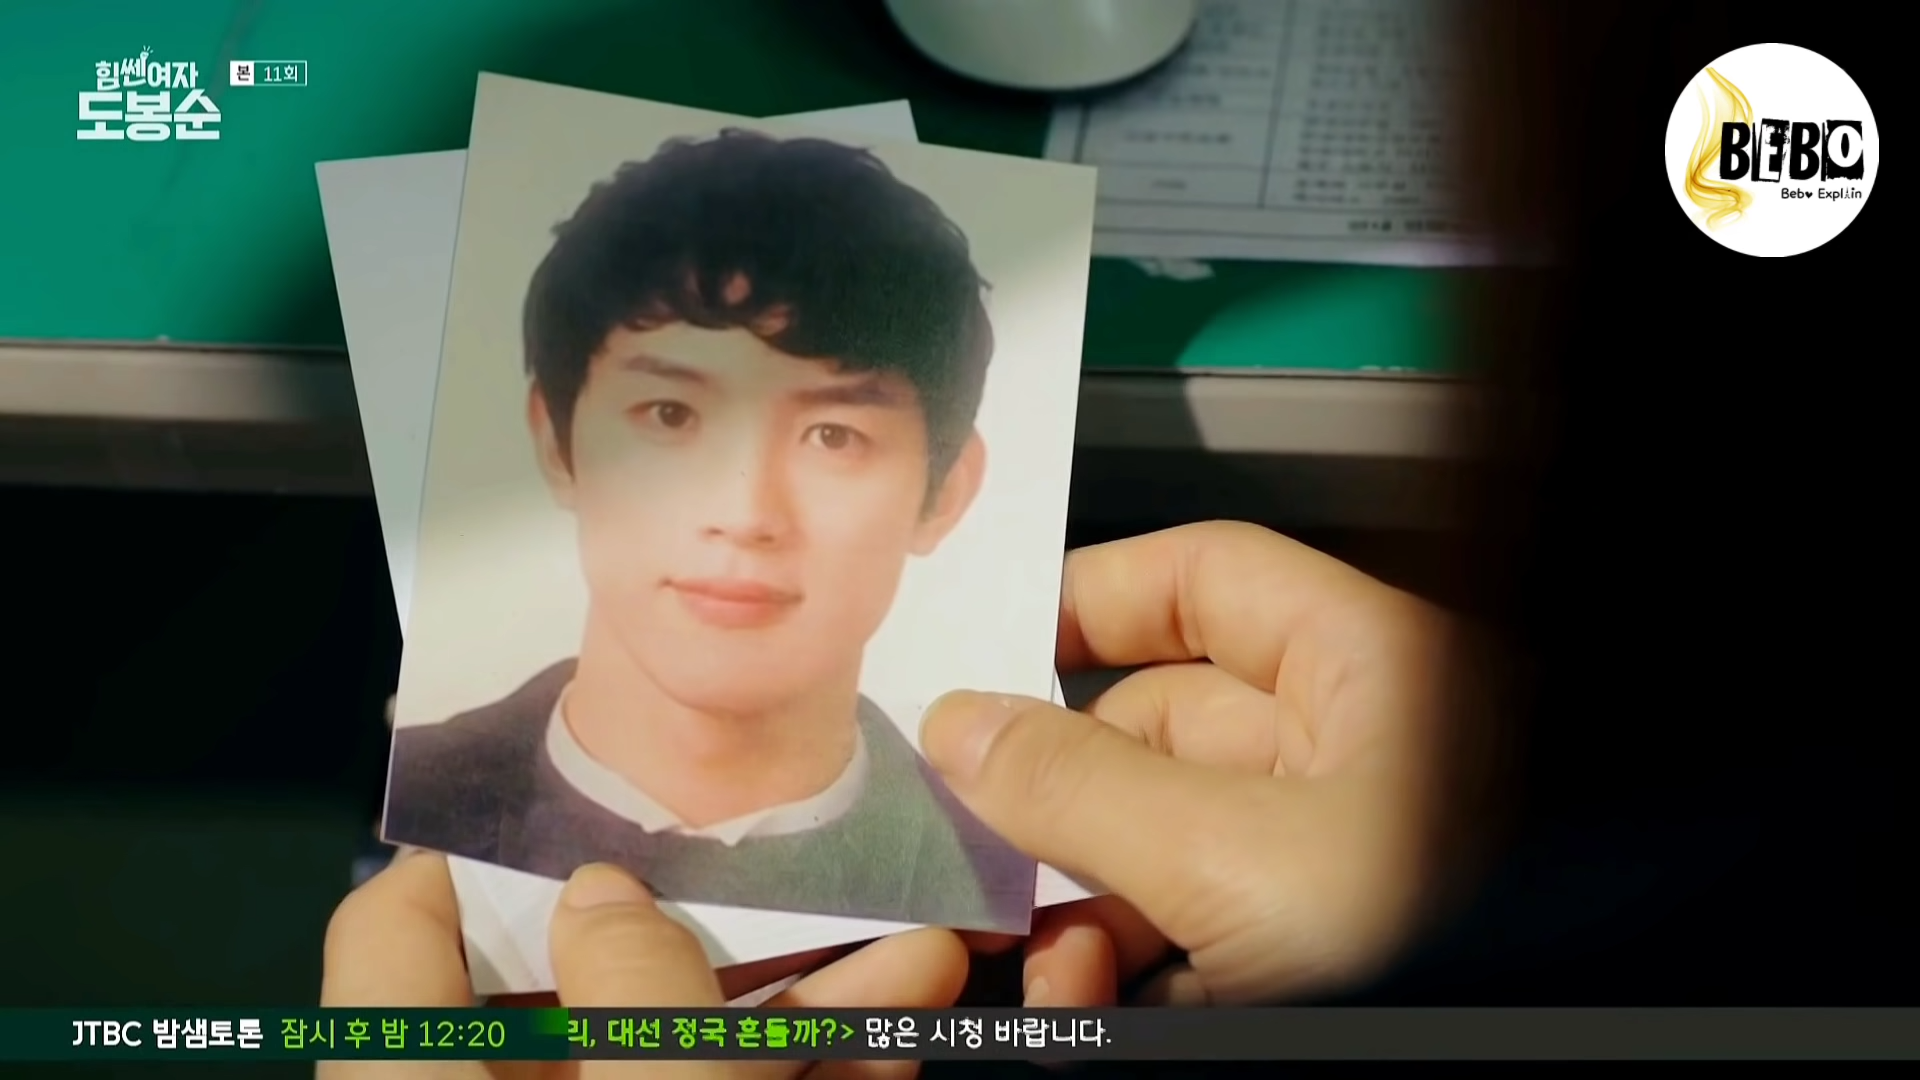 힘쎈여자
도봉순
본 11회
BEBO
Bebo Explain
JTBC 밤샘토론 잠시 후 밤 12:20
리, 대선 정국 흔들까?> 많은 시청 바랍니다.